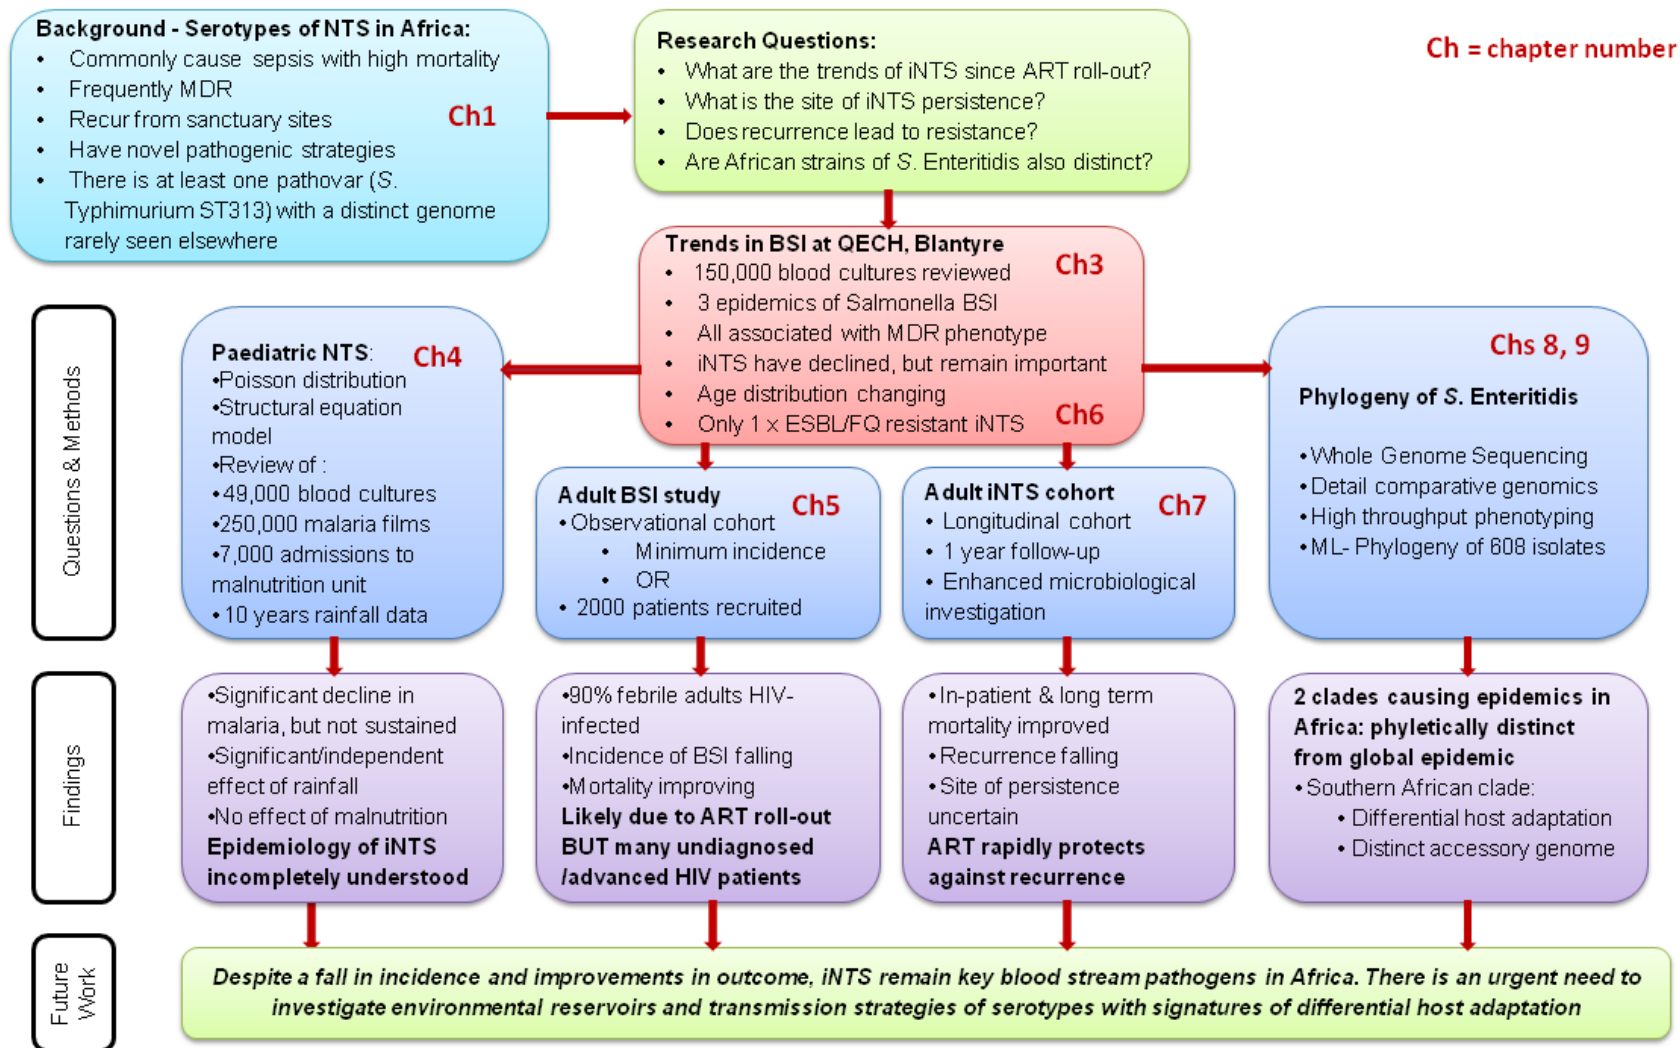 Background - Serotypes of NTS in Africa:
• Commonly cause sepsis with high mortality
• Frequently MDR
• Recur from sanctuary sites
• Have novel pathogenic strategies
• There is at least one pathovar (S.
Typhimurium ST313) with a distinct genome
rarely seen elsewhere
Ch1
Research Questions:
• What are the trends of iNTS since ART roll-out?
• What is the site of iNTS persistence?
• Does recurrence lead to resistance?
• Are African strains of S. Enteritidis also distinct?
Ch = chapter number
Trends in BSI at QECH, Blantyre
• 150,000 blood cultures reviewed
• 3 epidemics of Salmonella BSI
• All associated with MDR phenotype
• iNTS have declined, but remain important
• Age distribution changing
• Only 1 x ESBL/FQ resistant iNTS
Ch3
Ch6
Questions & Methods
Paediatric NTS:
•Poisson distribution
•Structural equation
model
•Review of :
•49,000 blood cultures
•250,000 malaria films
•7,000 admissions to
malnutrition unit
•10 years rainfall data
Ch4
Adult BSI study
•Observational cohort
• Minimum incidence
• OR
• 2000 patients recruited
Ch5
Adult iNTS cohort
• Longitudinal cohort
• 1 year follow-up
• Enhanced microbiological
investigation
Ch7
Chs 8, 9
Phylogeny of S. Enteritidis
•Whole Genome Sequencing
•Detail comparative genomics
•High throughput phenotyping
•ML- Phylogeny of 608 isolates
Findings
•Significant decline in
malaria, but not sustained
•Significant/independent
effect of rainfall
•No effect of malnutrition
Epidemiology of iNTS
incompletely understood
•90% febrile adults HIV-
infected
•Incidence of BSI falling
•Mortality improving
Likely due to ART roll-out
BUT many undiagnosed
/advanced HIV patients
•In-patient & long term
mortality improved
•Recurrence falling
•Site of persistence
uncertain
ART rapidly protects
against recurrence
2 clades causing epidemics in
Africa: phyletically distinct
from global epidemic
•Southern African clade:
• Differential host adaptation
• Distinct accessory genome
Future
Work
Despite a fall in incidence and improvements in outcome, iNTS remain key blood stream pathogens in Africa. There is an urgent need to
investigate environmental reservoirs and transmission strategies of serotypes with signatures of differential host adaptation